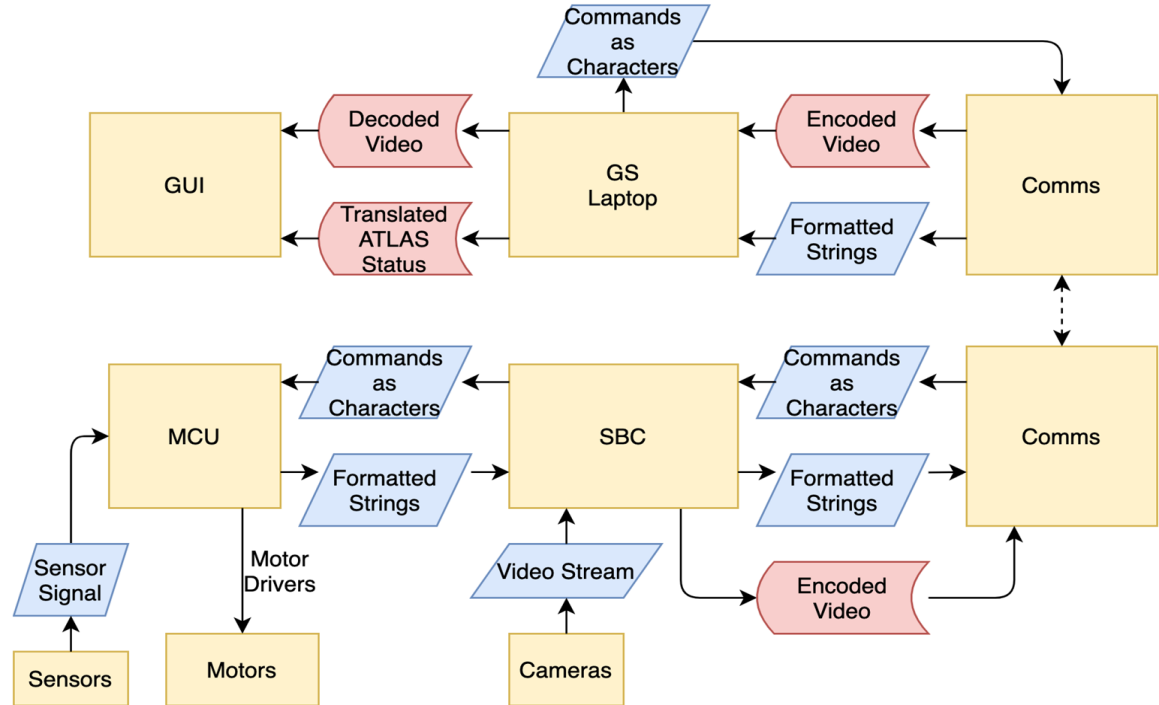 Commands
as
Characters
Decoded
Video
Encoded
Video
GUI
GS
Laptop
Comms
Translated
ATLAS
Status
Formatted
Strings
Commands
as
Characters
Commands
as
Characters
MCU
SBC
Comms
Formatted
Strings
Formatted
Strings
Sensor
Signal
Motor
Drivers
Video Stream
Encoded
Video
Sensors
Motors
Cameras